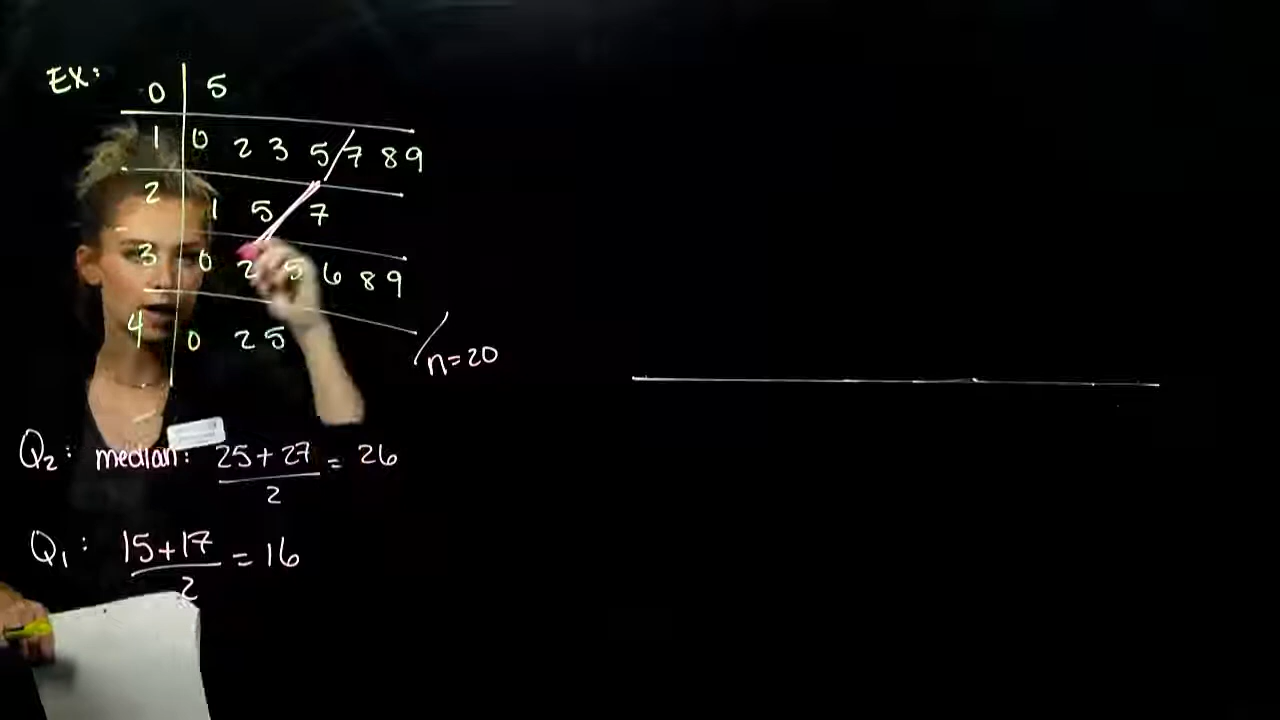 EX:
0 | 5
1 | 0 2 3 5 / 7 8 9
2 | 1 5 / 7
3 | 0 2 5 6 8 9
4 | 0 2 5
n=20
Q₂: median: (25+27)/2 = 26
Q₁: (15+17)/2 = 16